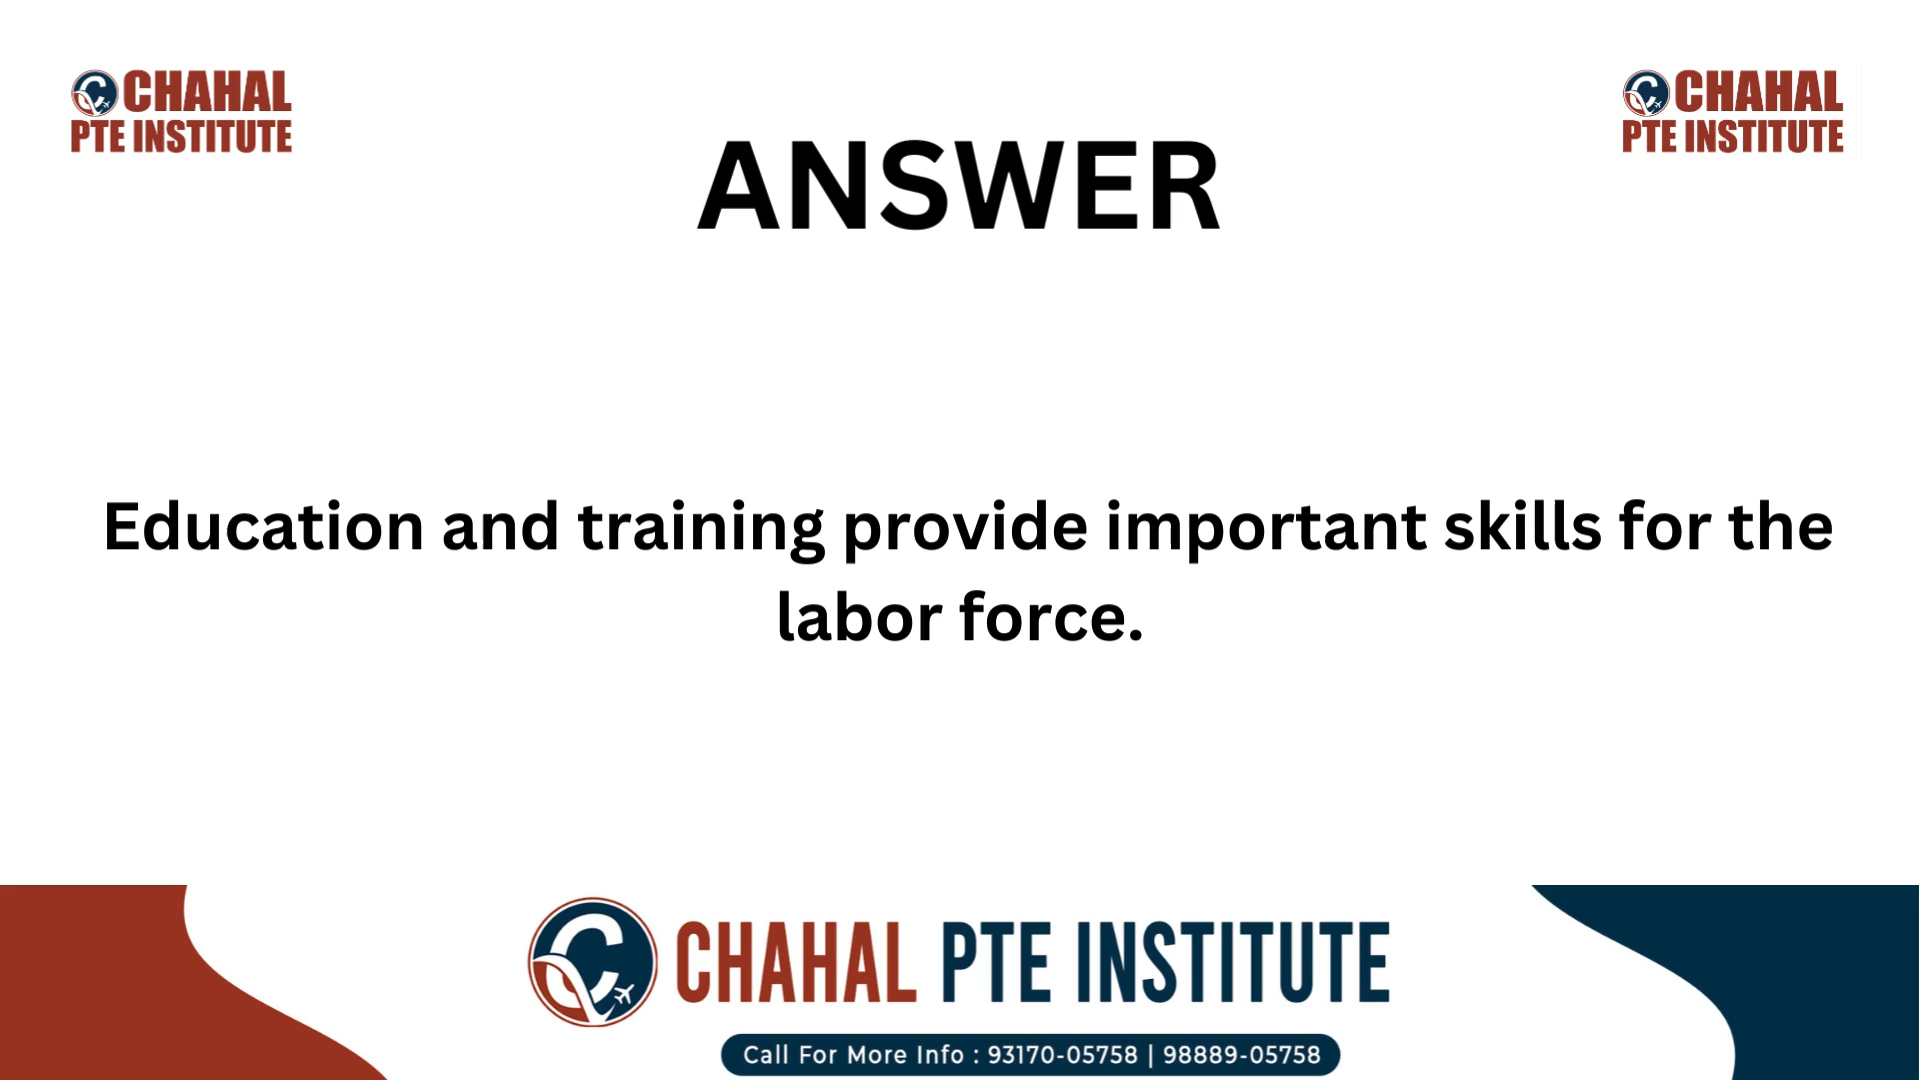 CHAHAL
PTE INSTITUTE
CHAHAL
PTE INSTITUTE
ANSWER
Education and training provide important skills for the
labor force.
CHAHAL PTE INSTITUTE
Call For More Info : 93170-05758 | 98889-05758